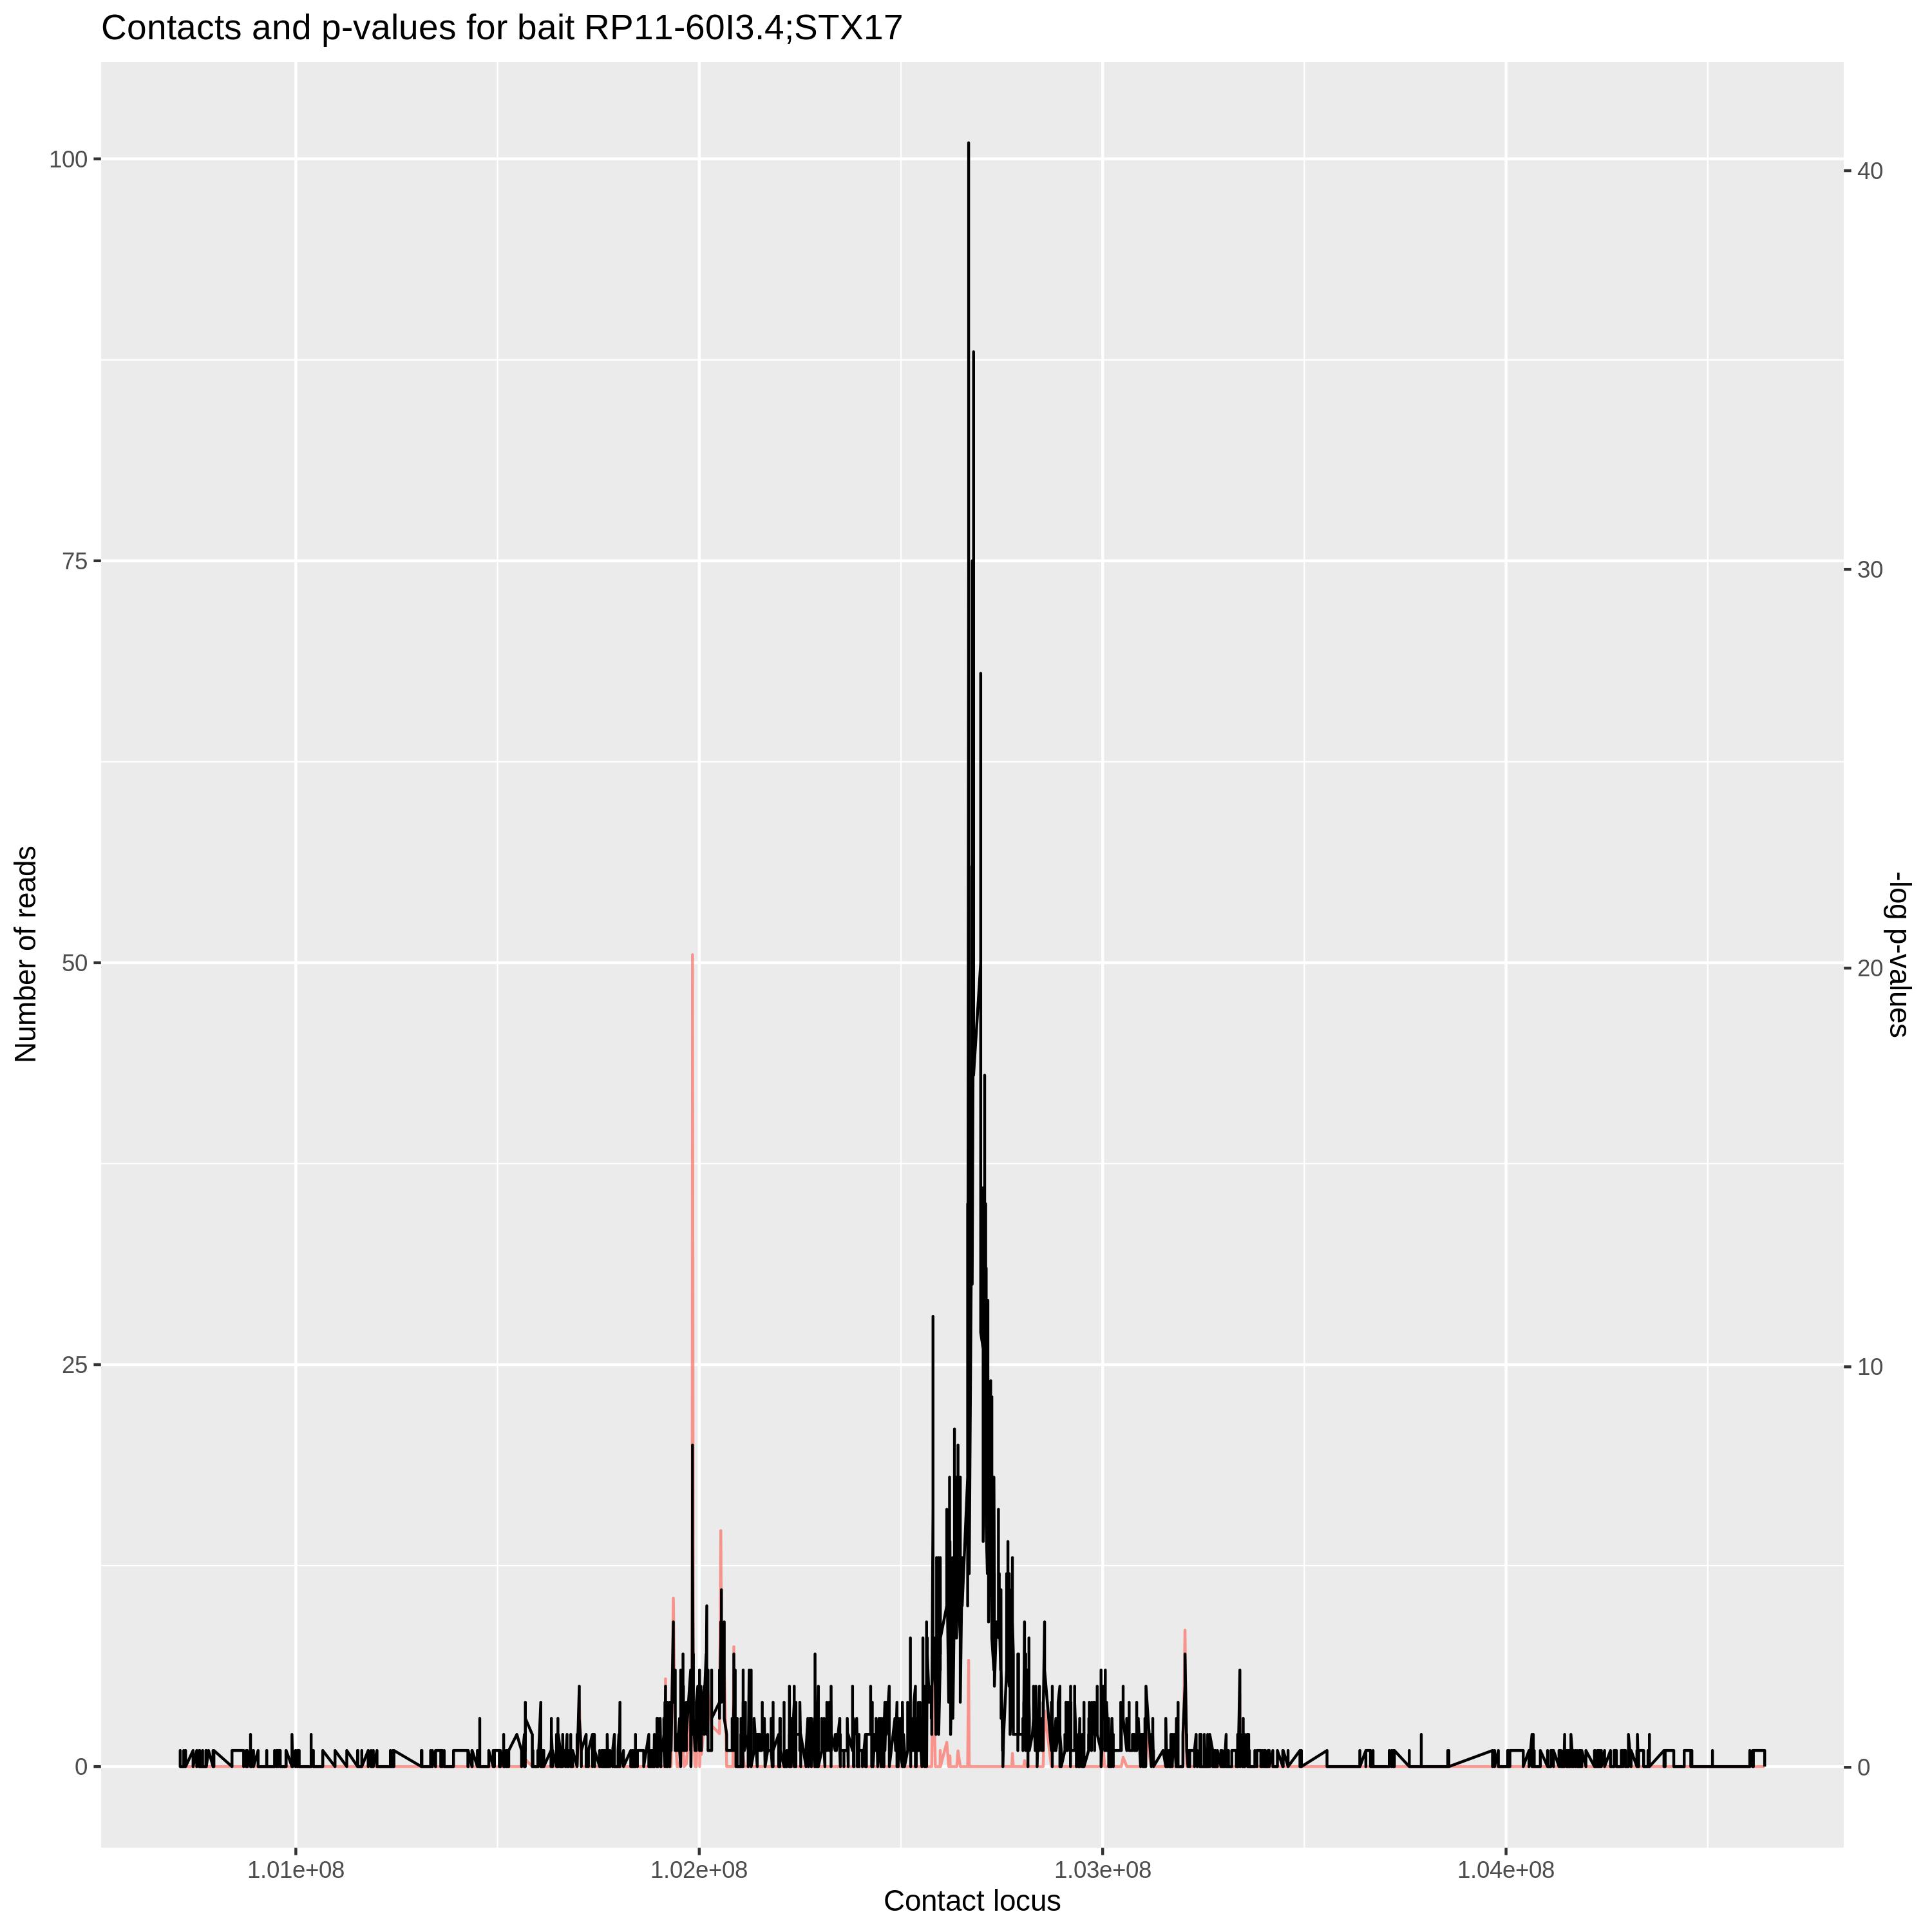 Contacts and p-values for bait RP11-60I3.4;STX17
100
75
50
25
0
Number of reads
40
30
20
10
0
-log p-values
1.01e+08
1.02e+08
1.03e+08
1.04e+08
Contact locus